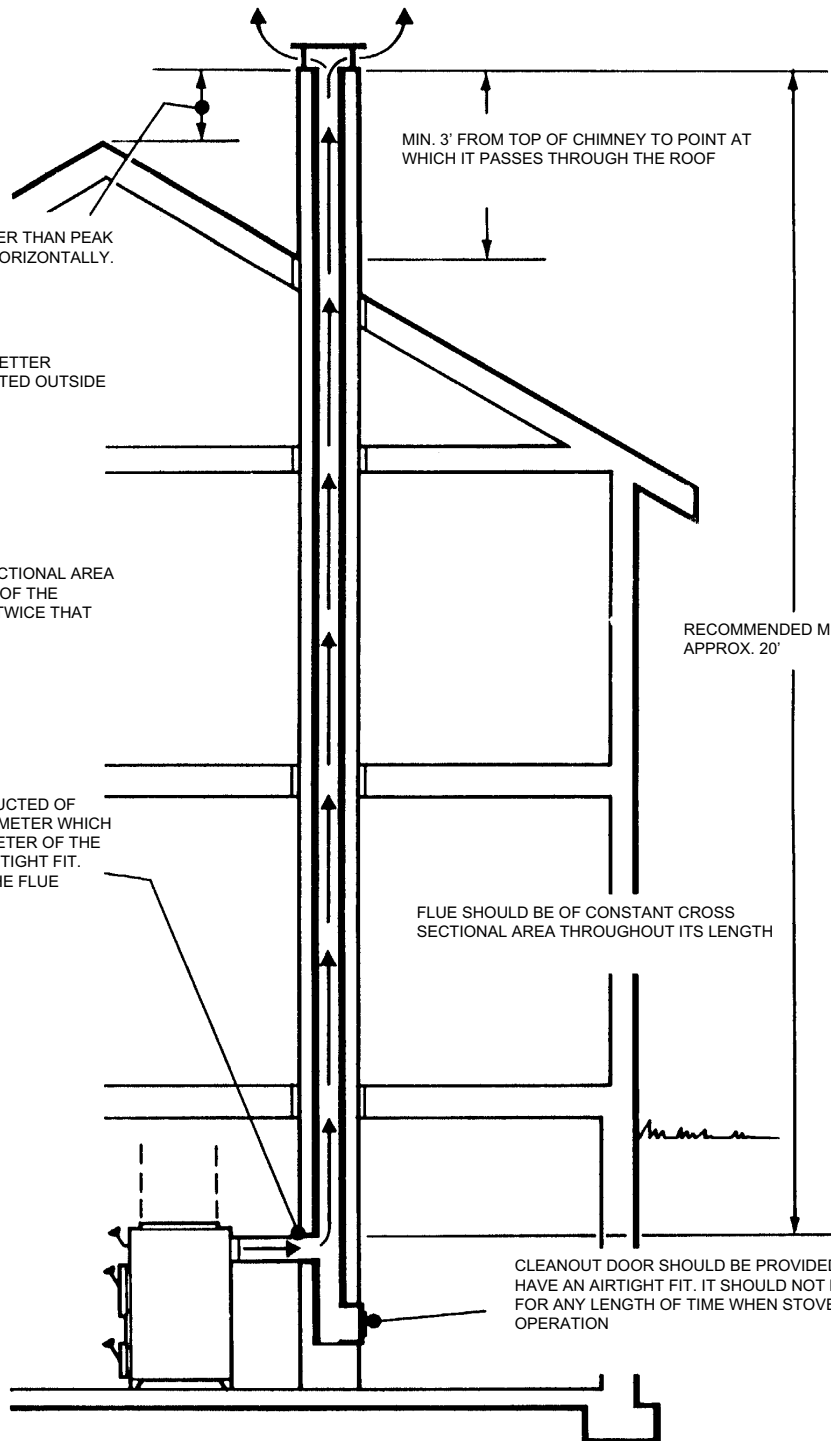 MIN. 3' FROM TOP OF CHIMNEY TO POINT AT
WHICH IT PASSES THROUGH THE ROOF
THAN PEAK
ORIZONTALLY.
ETTER
TED OUTSIDE
CTIONAL AREA
OF THE
TWICE THAT
RECOMMENDED M
APPROX. 20'
UCTED OF
METER WHICH
ETER OF THE
TIGHT FIT.
HE FLUE
FLUE SHOULD BE OF CONSTANT CROSS
SECTIONAL AREA THROUGHOUT ITS LENGTH
CLEANOUT DOOR SHOULD BE PROVIDED
HAVE AN AIRTIGHT FIT. IT SHOULD NOT
FOR ANY LENGTH OF TIME WHEN STOVE
OPERATION